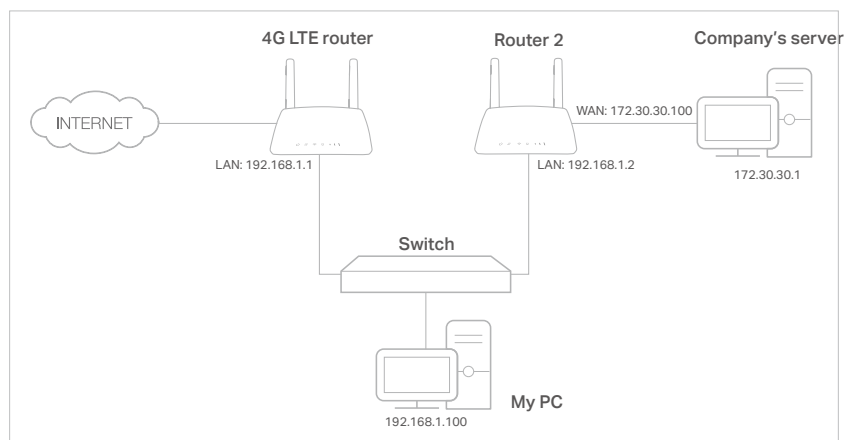 4G LTE router
Router 2
Company's server
INTERNET
WAN: 172.30.30.100
LAN: 192.168.1.1
LAN: 192.168.1.2
172.30.30.1
Switch
My PC
192.168.1.100